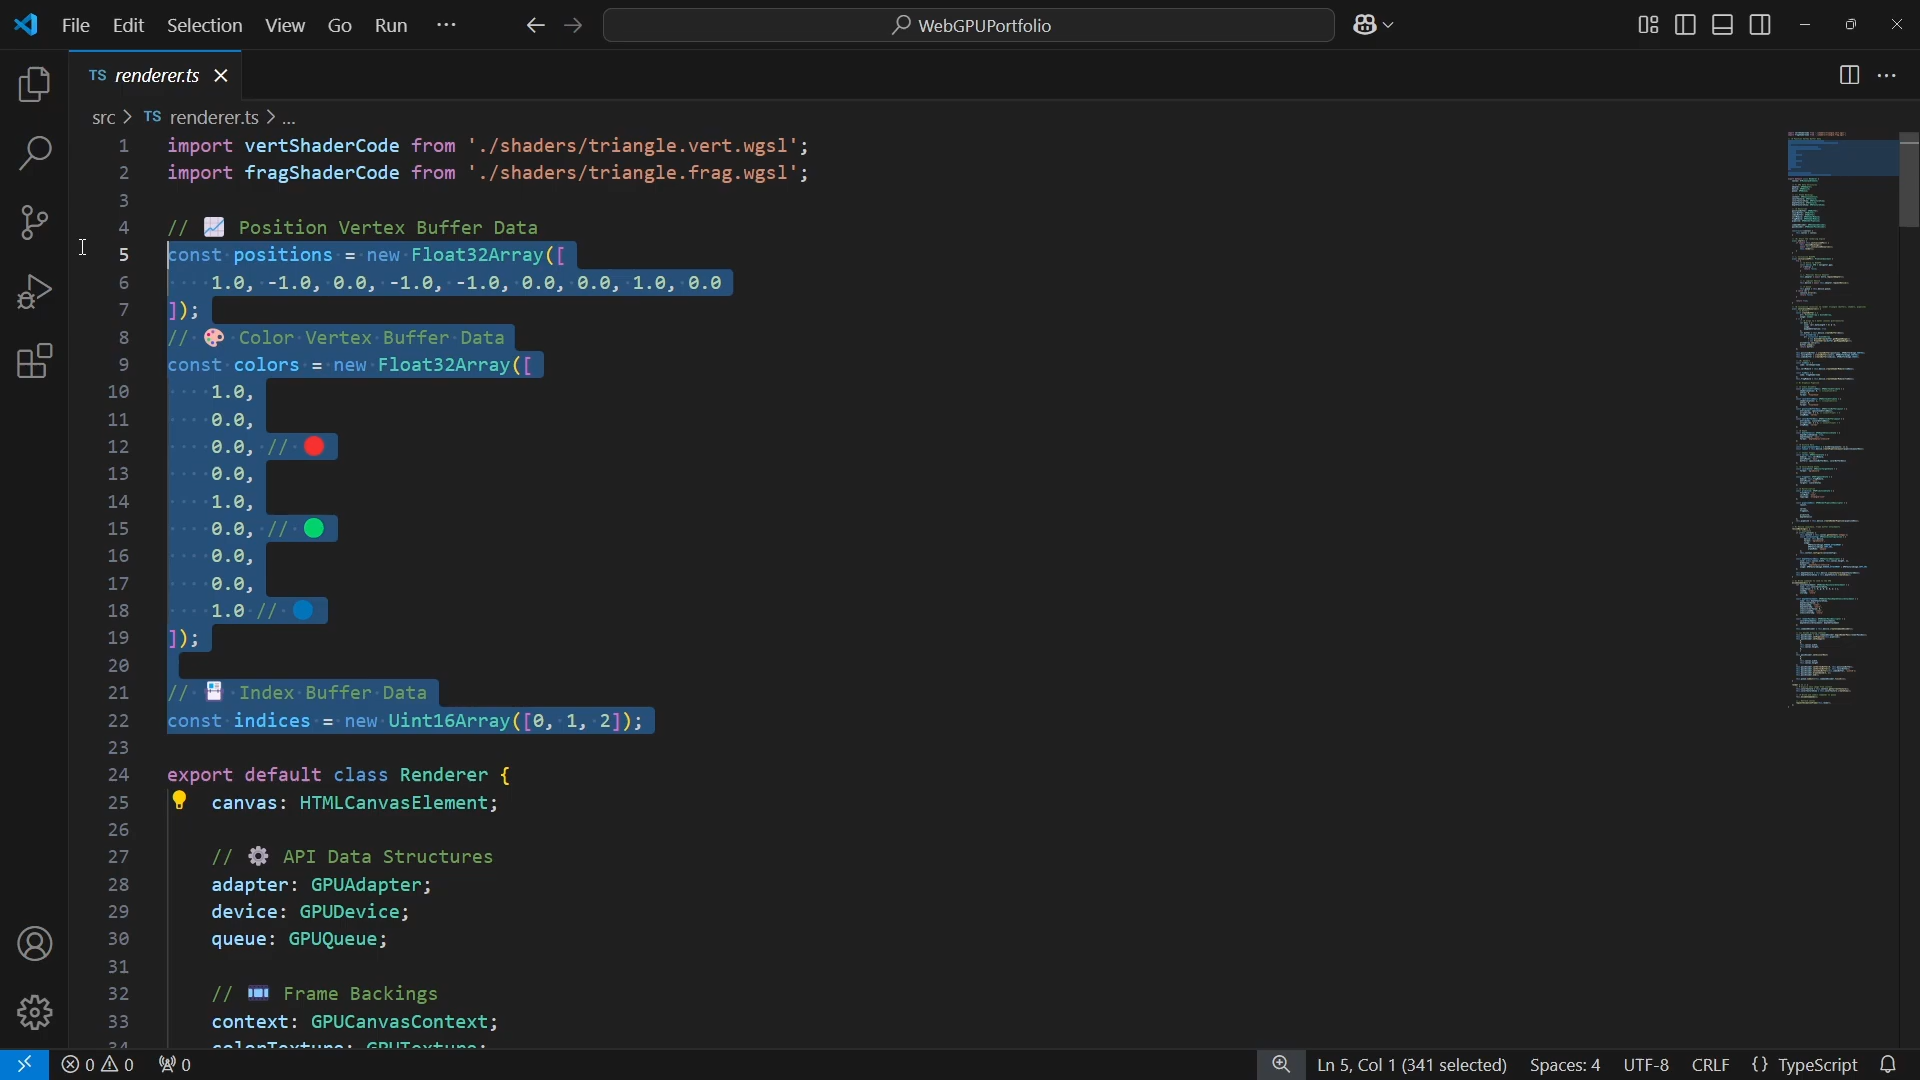 File Edit Selection View Go Run ··· WebGPUPortfolio
TS renderer.ts
src > TS renderer.ts > ...
1 import vertShaderCode from './shaders/triangle.vert.wgsl';
2 import fragShaderCode from './shaders/triangle.frag.wgsl';
3
4 // 📈 Position Vertex Buffer Data
5 const positions = new Float32Array([
6 1.0, -1.0, 0.0, -1.0, -1.0, 0.0, 0.0, 1.0, 0.0
7 ]);
8 // 🎨 Color Vertex Buffer Data
9 const colors = new Float32Array([
10 1.0,
11 0.0,
12 0.0, // 🔴
13 0.0,
14 1.0,
15 0.0, // 🟢
16 0.0,
17 0.0,
18 1.0 // 🔵
19 ]);
20
21 // 📇 Index Buffer Data
22 const indices = new Uint16Array([0, 1, 2]);
23
24 export default class Renderer {
25 canvas: HTMLCanvasElement;
26
27 // ⚙️ API Data Structures
28 adapter: GPUAdapter;
29 device: GPUDevice;
30 queue: GPUQueue;
31
32 // 🎞️ Frame Backings
33 context: GPUCanvasContext;
34 colorTexture: GPUTexture;
0 0 0 Ln 5, Col 1 (341 selected) Spaces: 4 UTF-8 CRLF {} TypeScript